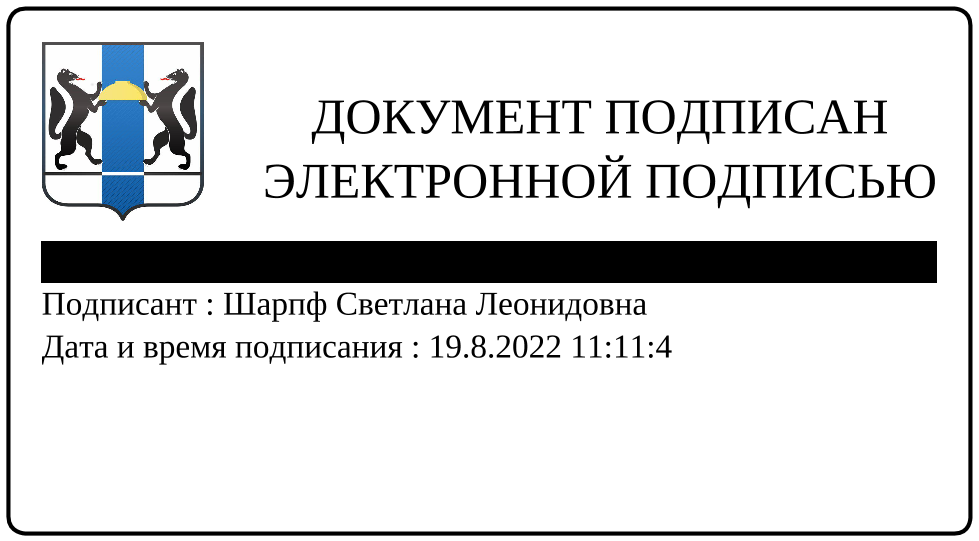 ДОКУМЕНТ ПОДПИСАН
ЭЛЕКТРОННОЙ ПОДПИСЬЮ
Подписант : Шарпф Светлана Леонидовна
Дата и время подписания : 19.8.2022 11:11:4